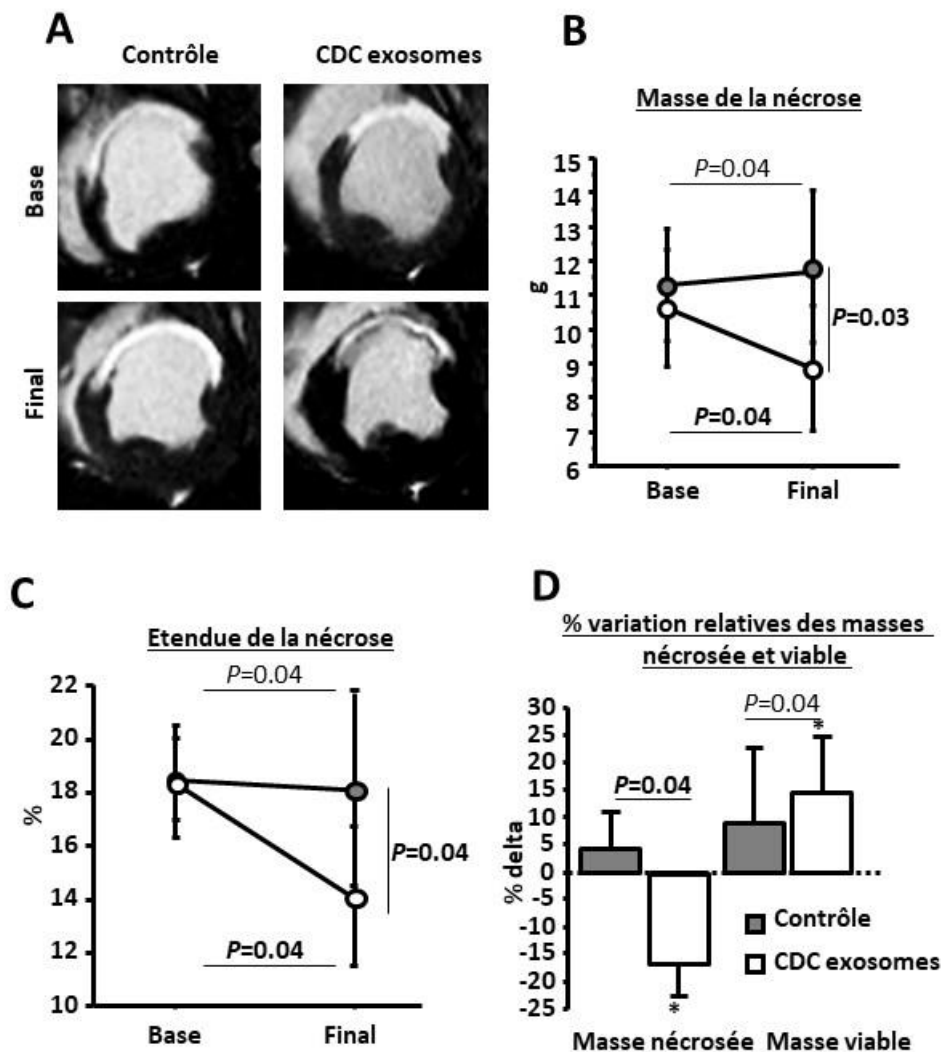 A
Contrôle
CDC exosomes
Base
Final
B
Masse de la nécrose
15
14
13
12
11
10
9
8
7
6
g
P=0.04
P=0.03
P=0.04
Base
Final
C
Etendue de la nécrose
22
20
18
16
14
12
10
%
P=0.04
P=0.04
P=0.04
Base
Final
D
% variation relatives des masses
nécrosée et viable
30
25
20
15
10
5
0
-5
-10
-15
-20
-25
% delta
P=0.04
P=0.04
*
*
Contrôle
CDC exosomes
Masse nécrosée
Masse viable